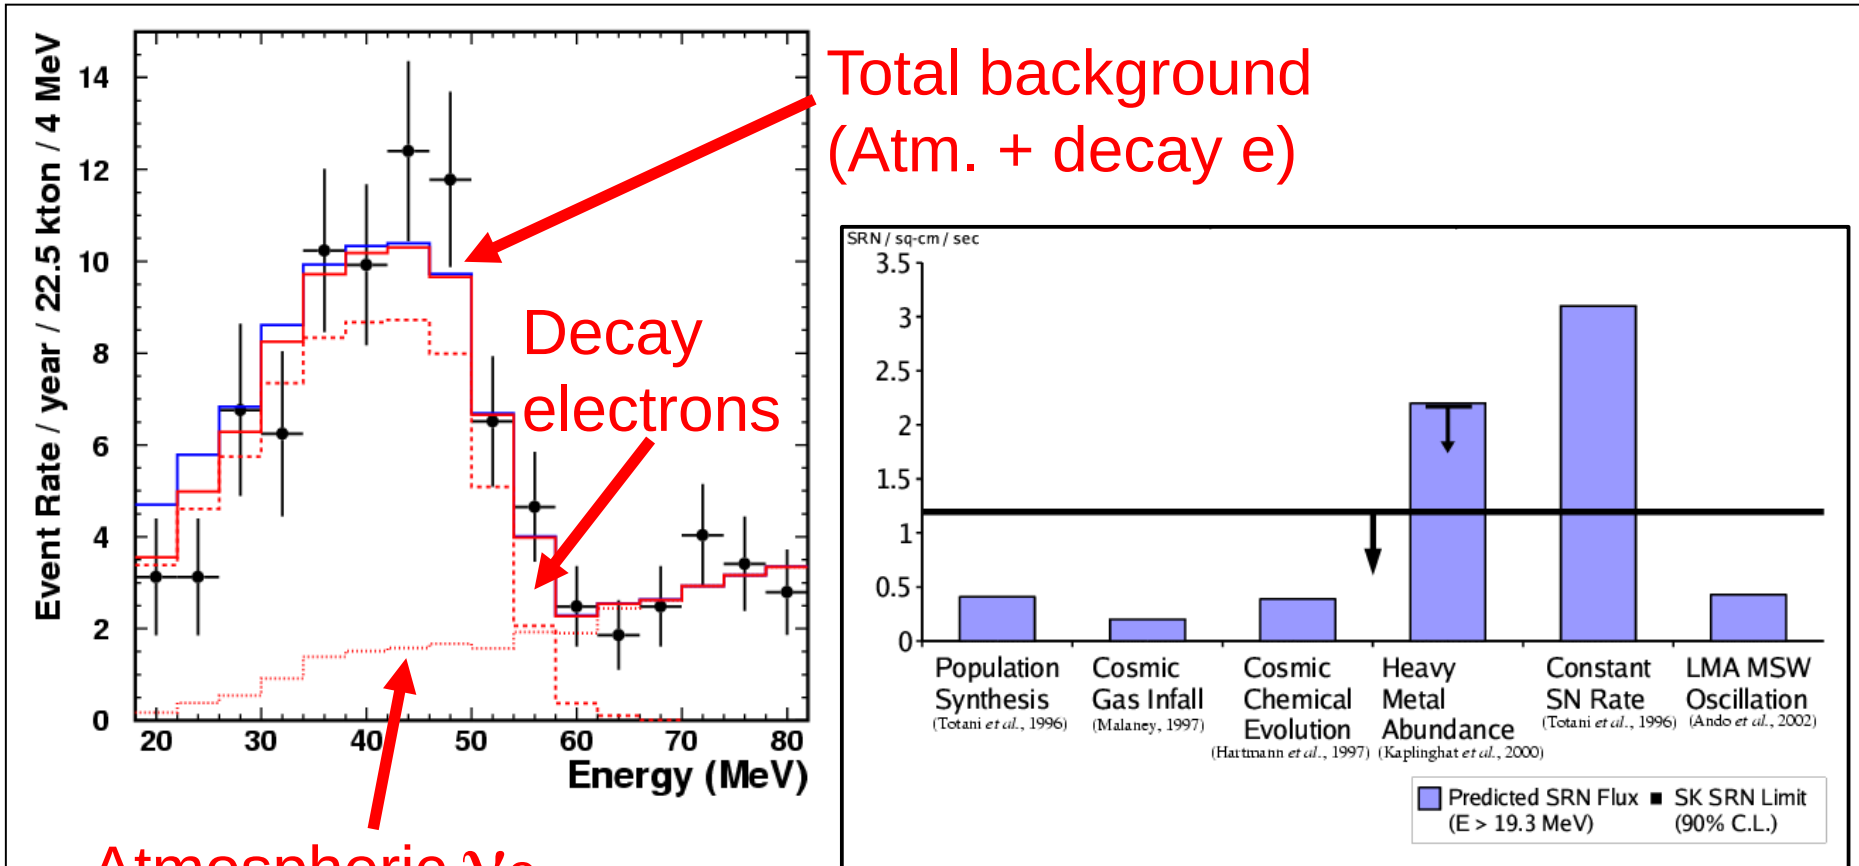 Total background
(Atm. + decay e)
Decay
electrons
Event Rate / year / 22.5 kton / 4 MeV
14
12
10
8
6
4
2
0
20 30 40 50 60 70 80
Energy (MeV)
Atmospheric νe
SRN / sq-cm / sec
3.5
3
2.5
2
1.5
1
0.5
0
Population
Synthesis
(Totani et al., 1996)
Cosmic
Gas Infall
(Malaney, 1997)
Cosmic
Chemical
Evolution
(Hartmann et al., 1997)
Heavy
Metal
Abundance
(Kaplinghat et al., 2000)
Constant
SN Rate
(Totani et al., 1996)
LMA MSW
Oscillation
(Ando et al., 2002)
Predicted SRN Flux
(E > 19.3 MeV)
SK SRN Limit
(90% C.L.)